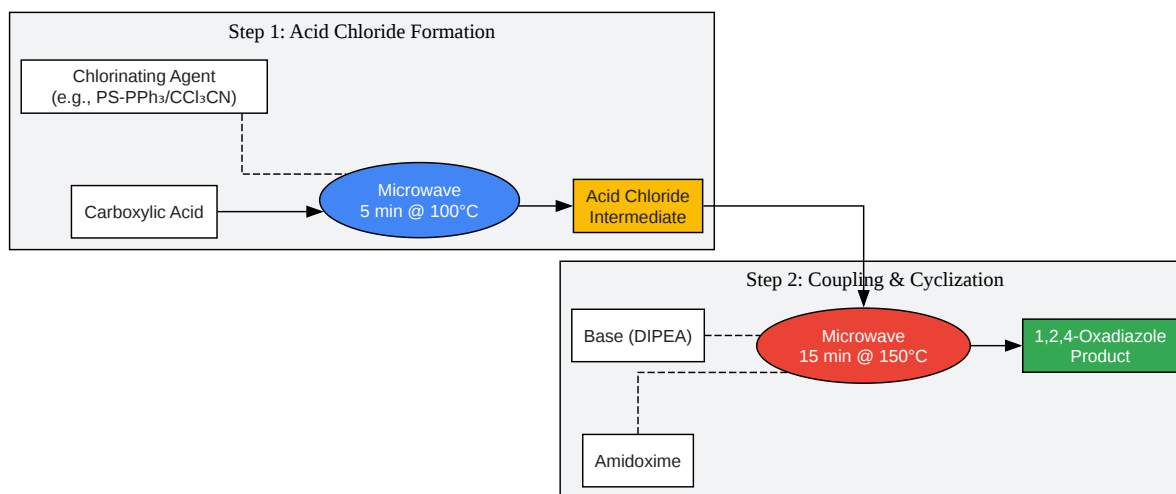 Step 1: Acid Chloride Formation
Chlorinating Agent
(e.g., PS-PPh₃/CCl₃CN)
Carboxylic Acid
Microwave
5 min @ 100°C
Acid Chloride
Intermediate
Step 2: Coupling & Cyclization
Base (DIPEA)
Microwave
15 min @ 150°C
1,2,4-Oxadiazole
Product
Amidoxime